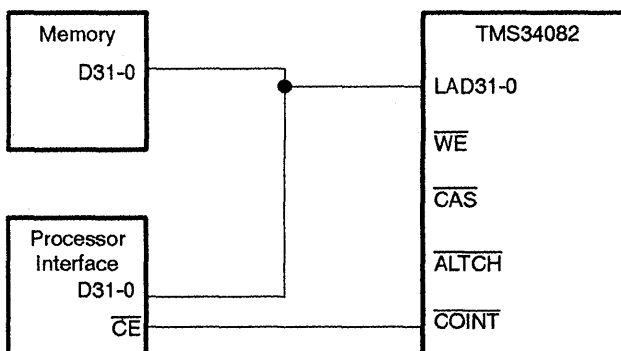 Memory
D31-0
Processor
Interface
D31-0
CE
TMS34082
LAD31-0
WE
CAS
ALTCH
COINT